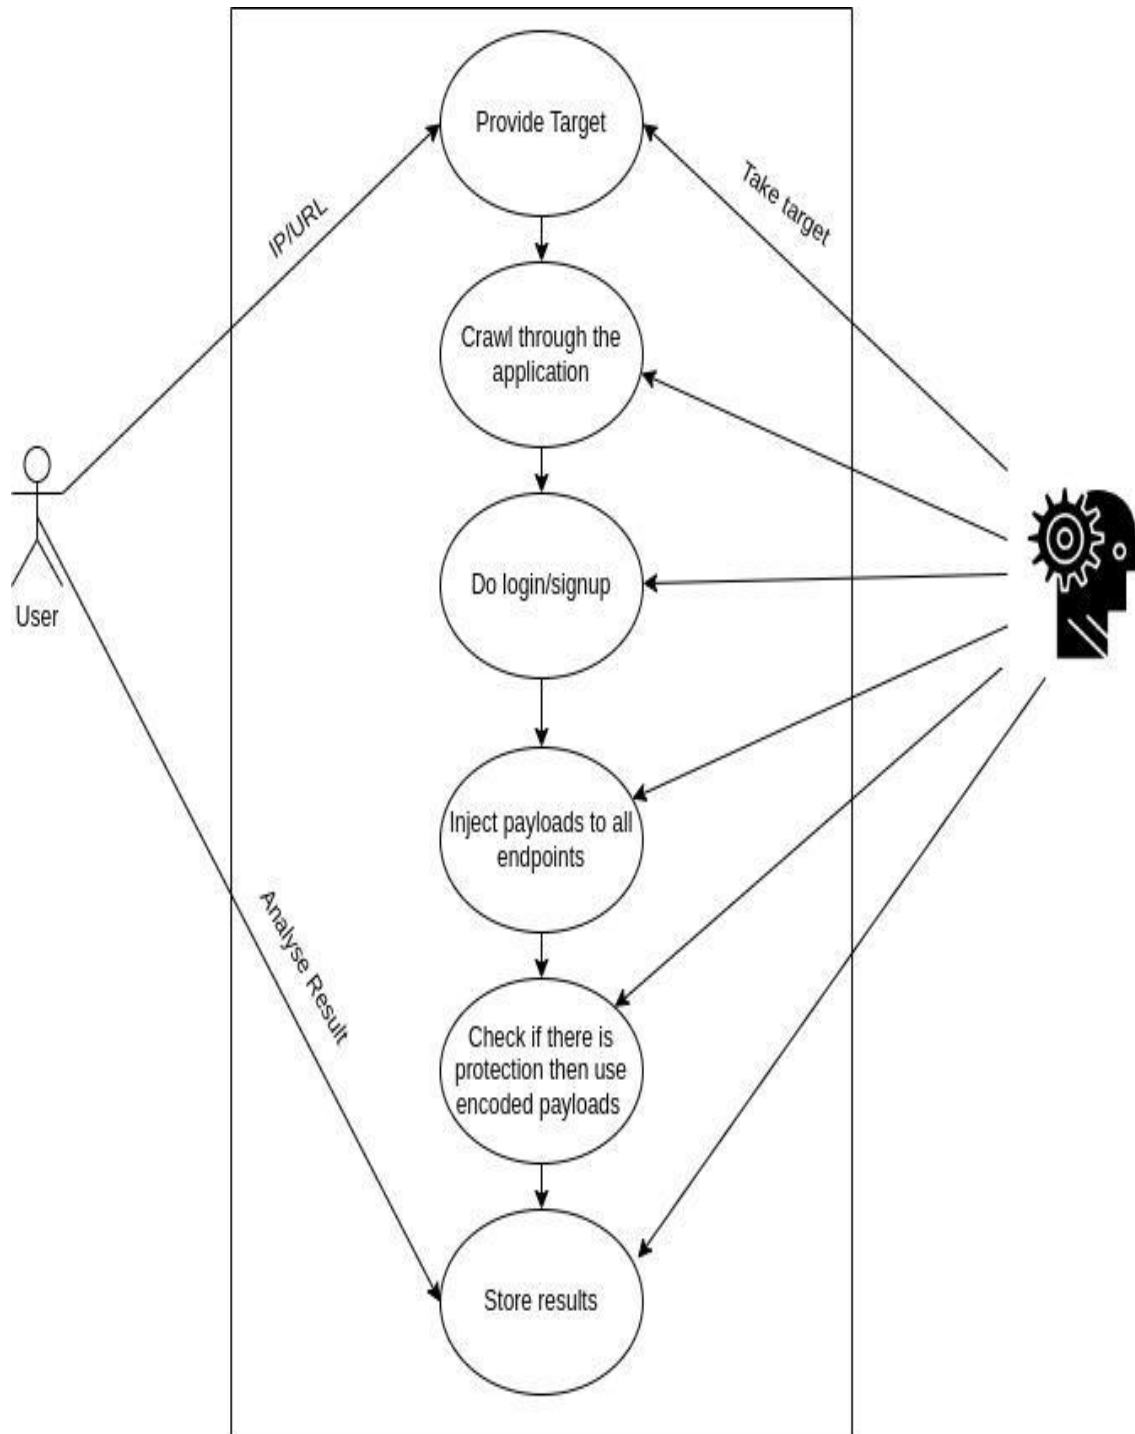 Provide Target
IP/URL
Take target
Crawl through the
application
Do login/signup
User
Inject payloads to all
endpoints
Analyse Result
Check if there is
protection then use
encoded payloads
Store results